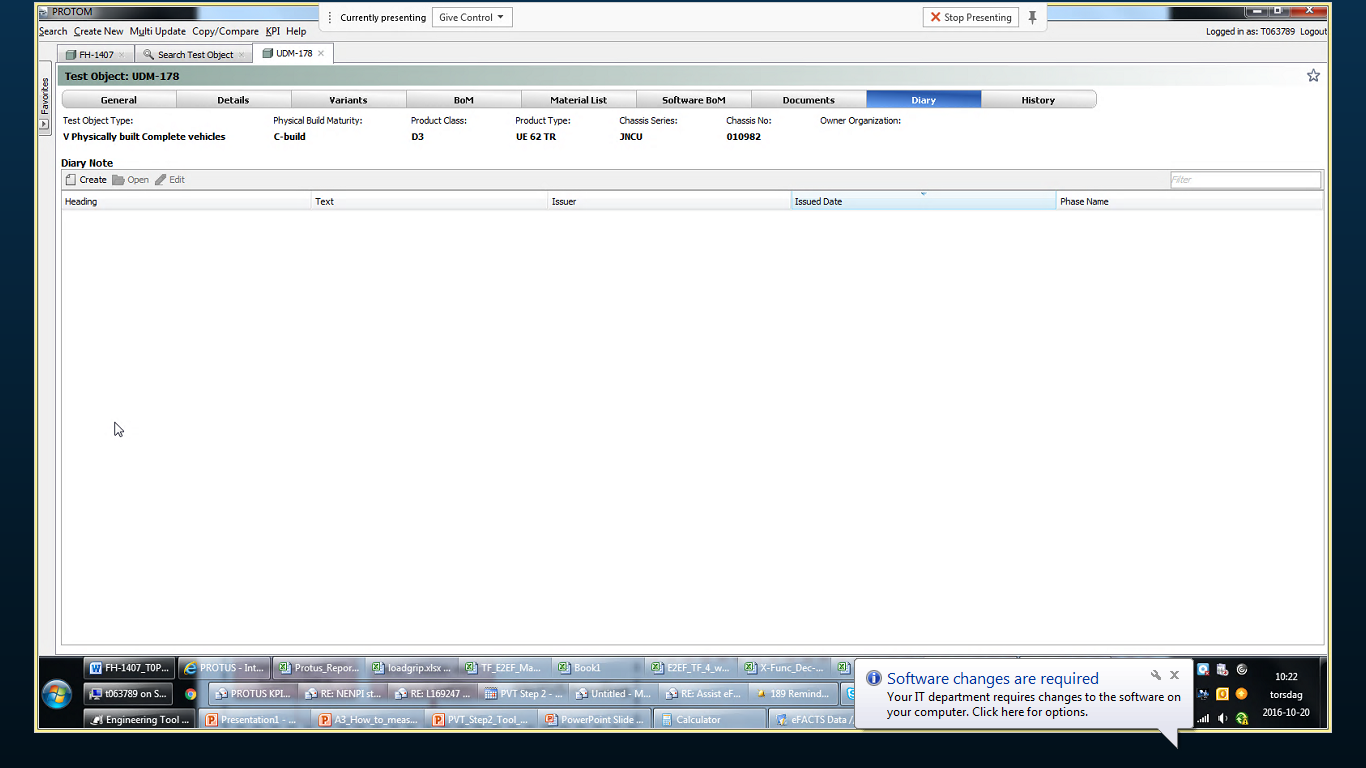 PROTOM
Currently presenting Give Control Stop Presenting
Search Create New Multi Update Copy/Compare KPI Help Logged in as: T063789 Logout
FH-1407 Search Test Object UDM-178
Favorites
Test Object: UDM-178
General Details Variants BoM Material List Software BoM Documents Diary History
Test Object Type: Physical Build Maturity: Product Class: Product Type: Chassis Series: Chassis No: Owner Organization:
V Physically built Complete vehicles C-build D3 UE 62 TR JNCU 010982
Diary Note
Create Open Edit Filter
Heading Text Issuer Issued Date Phase Name
FH-1407_T0P... PROTUS - Int... Protus_Repor... loadgrip.xlsx ... TF_E2EF_Ma... Book1 E2EF_TF_4_w... X-Func_Dec-...
t063789 on S... PROTUS KPI... RE: NENPI st... RE: L169247 ... PVT Step 2 - ... Untitled - M... RE: Assist eF... 189 Remind...
Engineering Tool ... Presentation1 - ... A3_How_to_meas... PVT_Step2_Tool_... PowerPoint Slide ... Calculator eFACTS Data /
Software changes are required
Your IT department requires changes to the software on
your computer. Click here for options.
10:22
torsdag
2016-10-20